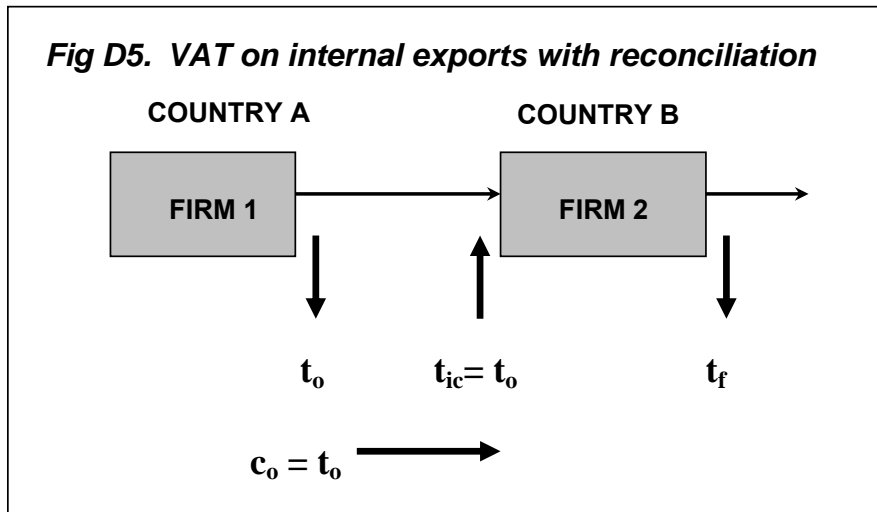 Fig D5. VAT on internal exports with reconciliation
COUNTRY A COUNTRY B
FIRM 1 FIRM 2
tₒ t_ic= tₒ t_f
cₒ = tₒ